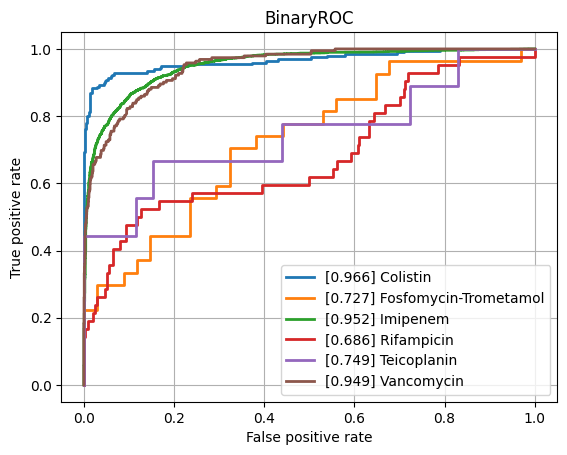 BinaryROC
True positive rate
1.0
0.8
0.6
0.4
0.2
0.0
[0.966] Colistin
[0.727] Fosfomycin-Trometamol
[0.952] Imipenem
[0.686] Rifampicin
[0.749] Teicoplanin
[0.949] Vancomycin
0.0 0.2 0.4 0.6 0.8 1.0
False positive rate